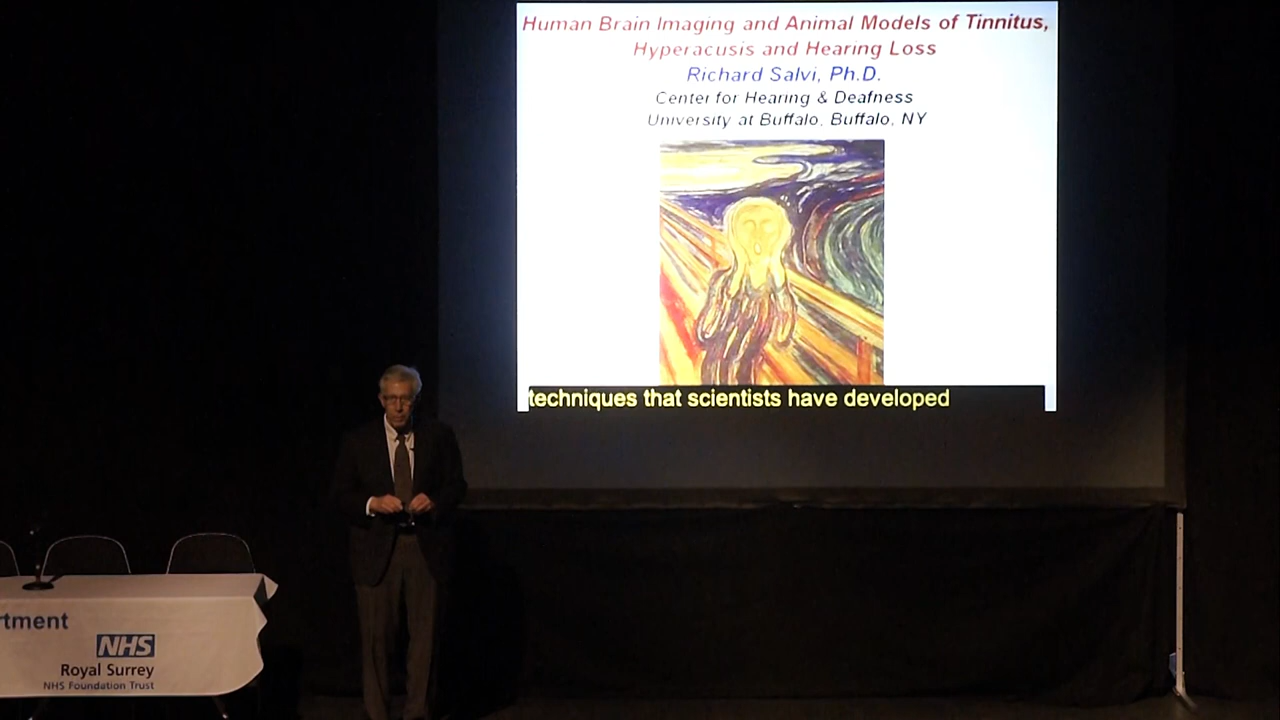 Human Brain Imaging and Animal Models of Tinnitus,
Hyperacusis and Hearing Loss
Richard Salvi, Ph.D.
Center for Hearing & Deafness
University at Buffalo, Buffalo, NY
techniques that scientists have developed
rtment
NHS
Royal Surrey
NHS Foundation Trust